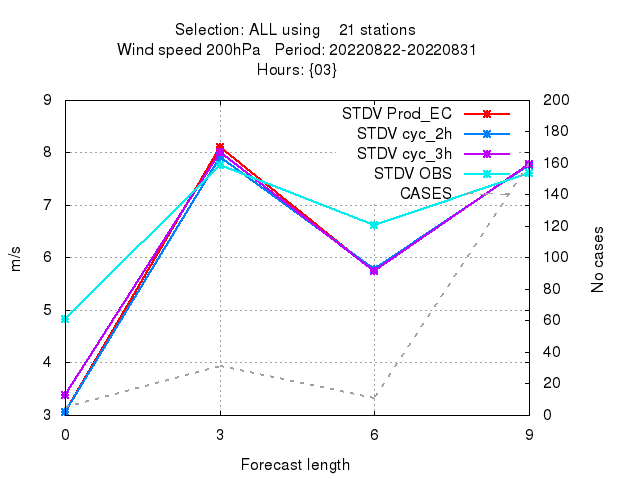 Selection: ALL using    21 stations
Wind speed 200hPa   Period: 20220822-20220831
Hours: {03}
STDV Prod_EC
STDV cyc_2h
STDV cyc_3h
STDV OBS
CASES
9
8
7
6
5
4
3
m/s
200
180
160
140
120
100
80
60
40
20
0
No cases
0 3 6 9
Forecast length